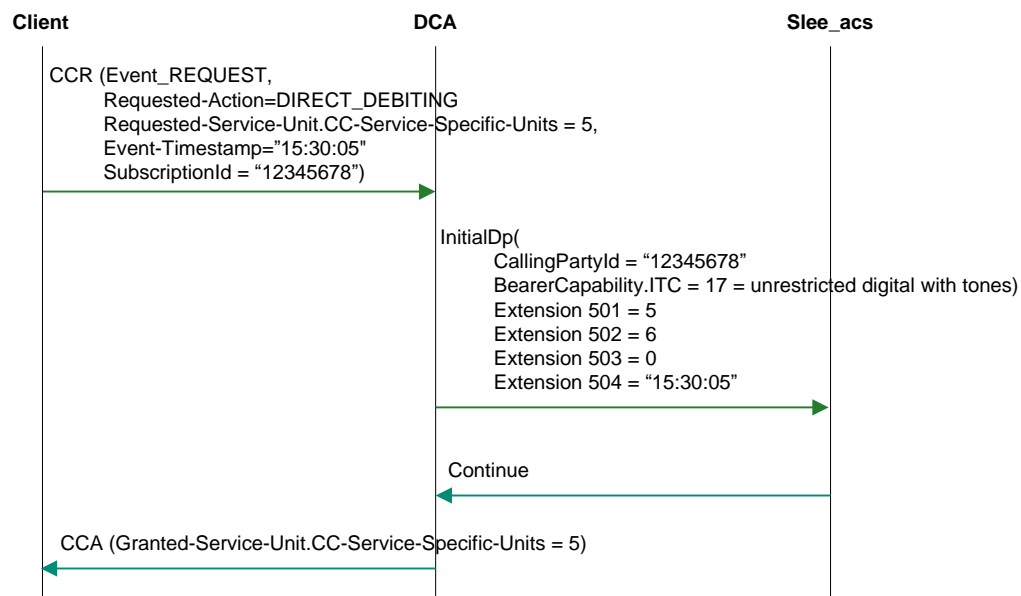 Client DCA Slee_acs
CCR (Event_REQUEST,
Requested-Action=DIRECT_DEBITING
Requested-Service-Unit.CC-Service-Specific-Units = 5,
Event-Timestamp=”15:30:05"
SubscriptionId = “12345678”)
InitialDp(
CallingPartyId = “12345678”
BearerCapability.ITC = 17 = unrestricted digital with tones)
Extension 501 = 5
Extension 502 = 6
Extension 503 = 0
Extension 504 = “15:30:05”
Continue
CCA (Granted-Service-Unit.CC-Service-Specific-Units = 5)